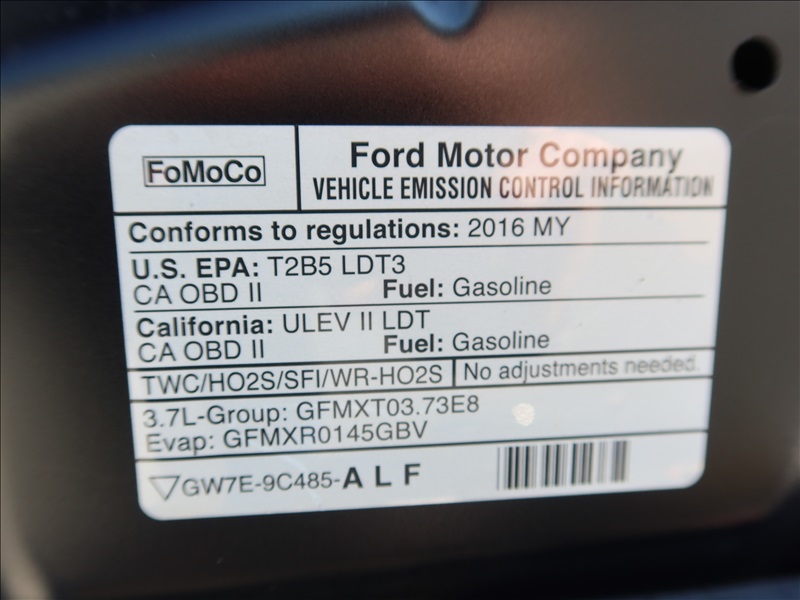 FoMoCo
Ford Motor Company
VEHICLE EMISSION CONTROL INFORMATION
Conforms to regulations: 2016 MY
U.S. EPA: T2B5 LDT3
CA OBD II Fuel: Gasoline
California: ULEV II LDT
CA OBD II Fuel: Gasoline
TWC/HO2S/SFI/WR-HO2S No adjustments needed.
3.7L-Group: GFMXT03.73E8
Evap: GFMXR0145GBV
GW7E-9C485-ALF